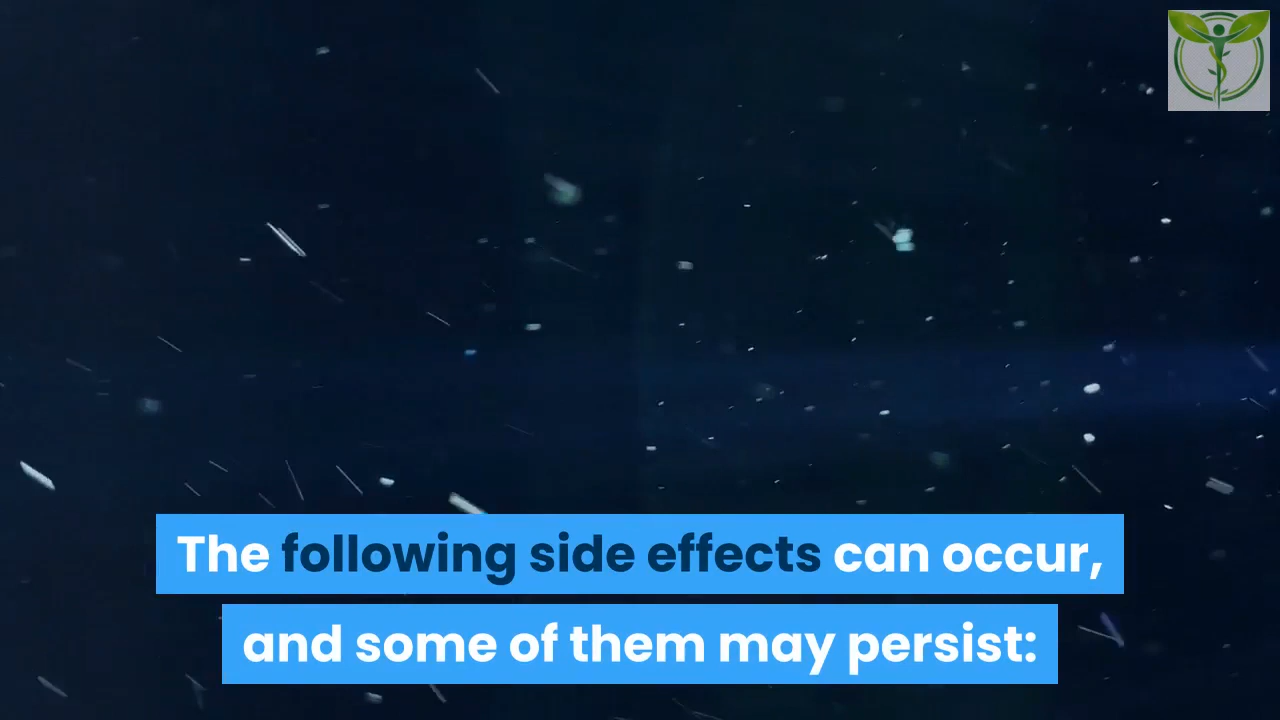 The following side effects can occur,
and some of them may persist: